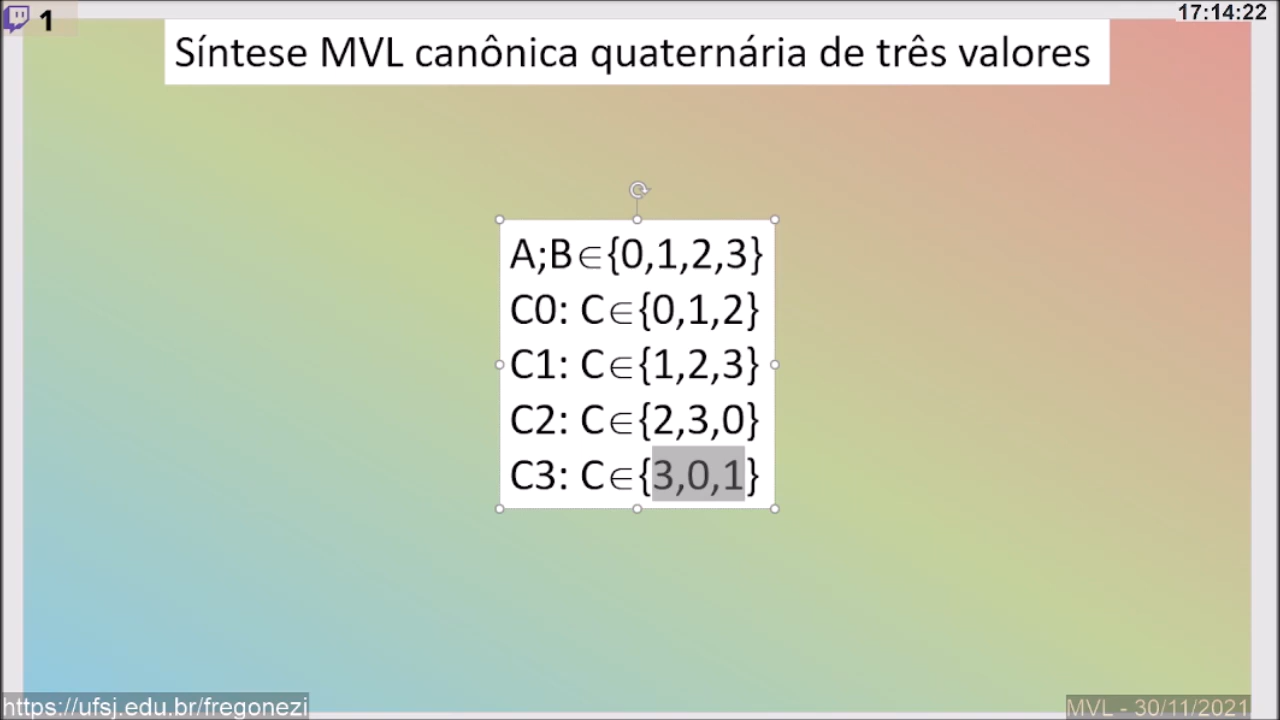 1
17:14:22
Síntese MVL canônica quaternária de três valores
A;B∈{0,1,2,3}
C0: C∈{0,1,2}
C1: C∈{1,2,3}
C2: C∈{2,3,0}
C3: C∈{3,0,1}
https://ufsj.edu.br/fregonezi
MVL - 30/11/2021